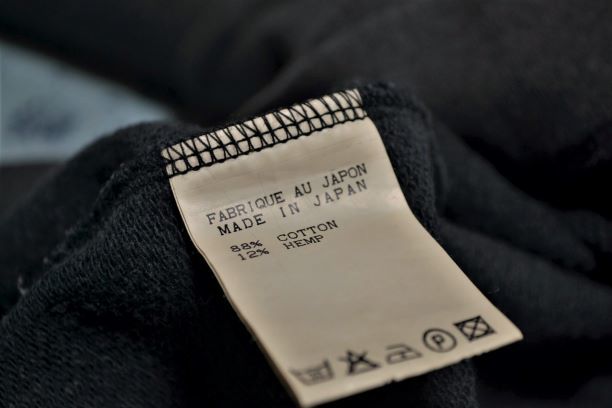 FABRIQUE AU JAPON
MADE IN JAPAN
88% COTTON
12% HEMP
P